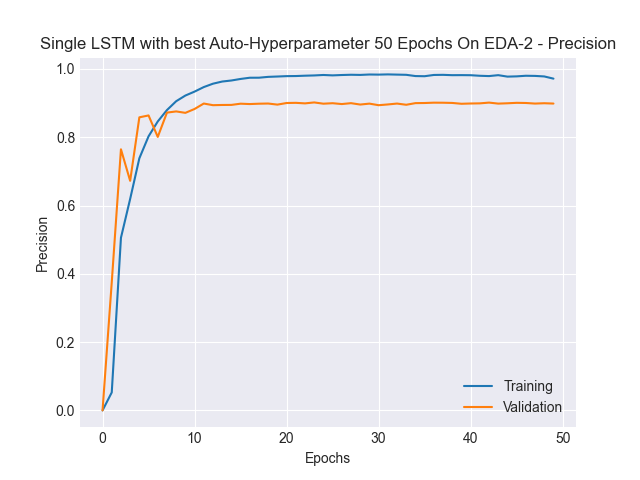 Single LSTM with best Auto-Hyperparameter 50 Epochs On EDA-2 - Precision
1.0
0.8
0.6
0.4
0.2
0.0
Precision
0 10 20 30 40 50
Epochs
Training
Validation